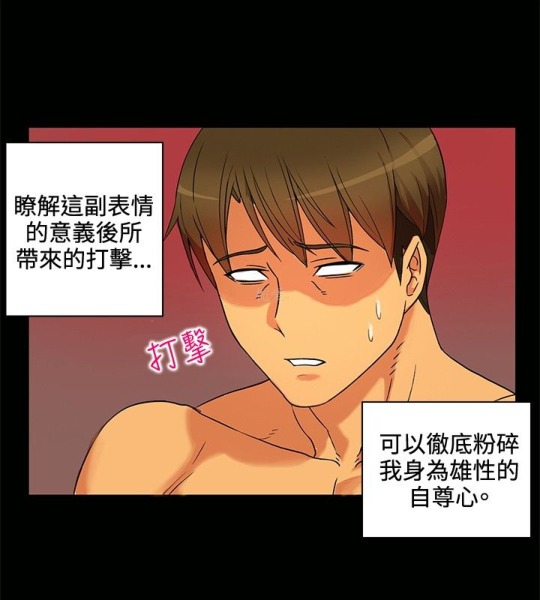 瞭解這副表情
的意義後所
帶來的打擊...
打擊
可以徹底粉碎
我身為雄性的
自尊心。